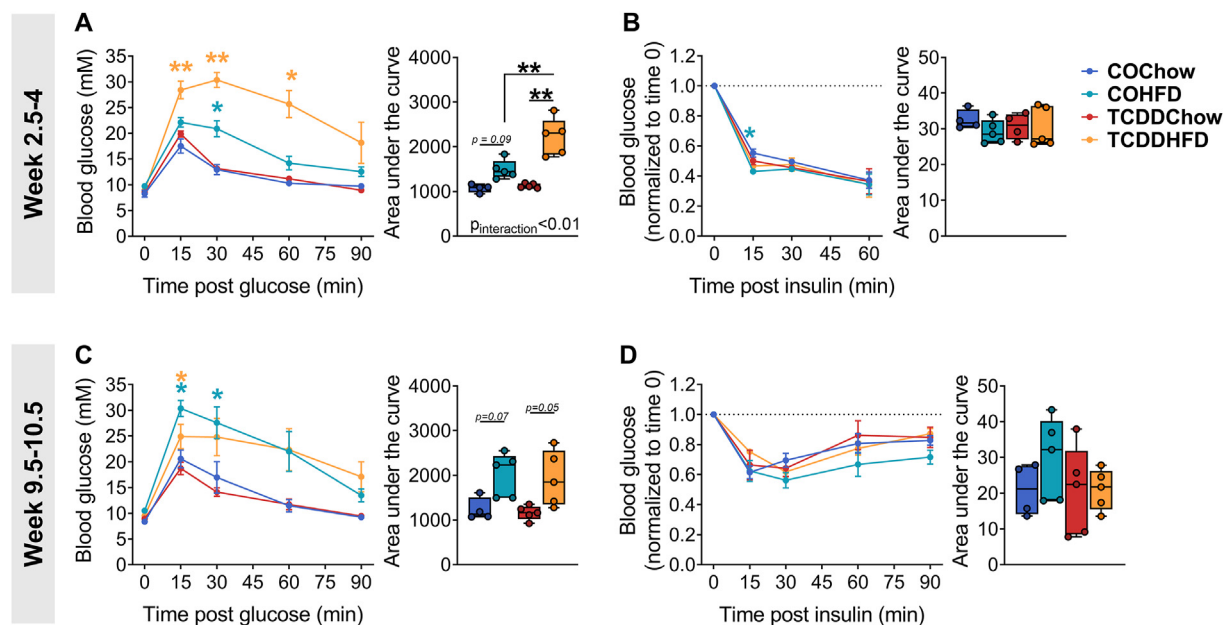 Week 2.5-4
A
Blood glucose (mM)
35
30
25
20
15
10
5
0
** ** *
*
0 15 30 45 60 75 90
Time post glucose (min)
Area under the curve
4000
3000
2000
1000
0
**
**
p = 0.09
pinteraction<0.01
B
Blood glucose
(normalized to time 0)
1.2
1.0
0.8
0.6
0.4
0.2
0.0
*
0 15 30 45 60
Time post insulin (min)
Area under the curve
50
40
30
20
10
0
COChow
COHFD
TCDDChow
TCDDHFD
Week 9.5-10.5
C
Blood glucose (mM)
35
30
25
20
15
10
5
0
*
* *
0 15 30 45 60 75 90
Time post glucose (min)
Area under the curve
4000
3000
2000
1000
0
p=0.07
p=0.05
D
Blood glucose
(normalized to time 0)
1.2
1.0
0.8
0.6
0.4
0.2
0.0
0 15 30 45 60 75 90
Time post insulin (min)
Area under the curve
50
40
30
20
10
0